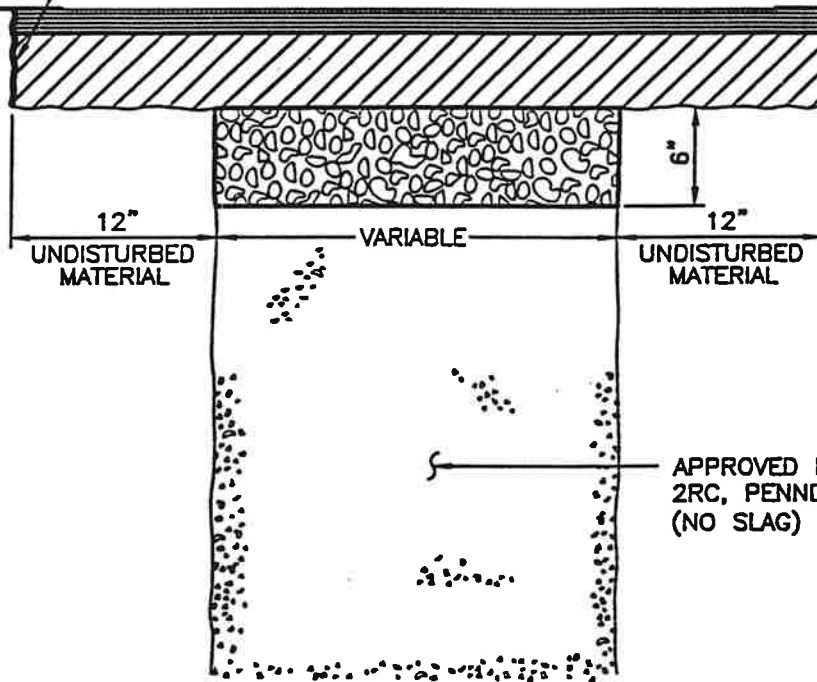 6"
12"
UNDISTURBED
MATERIAL
VARIABLE
12"
UNDISTURBED
MATERIAL
APPROVED
2RC,
(NO SLAG)